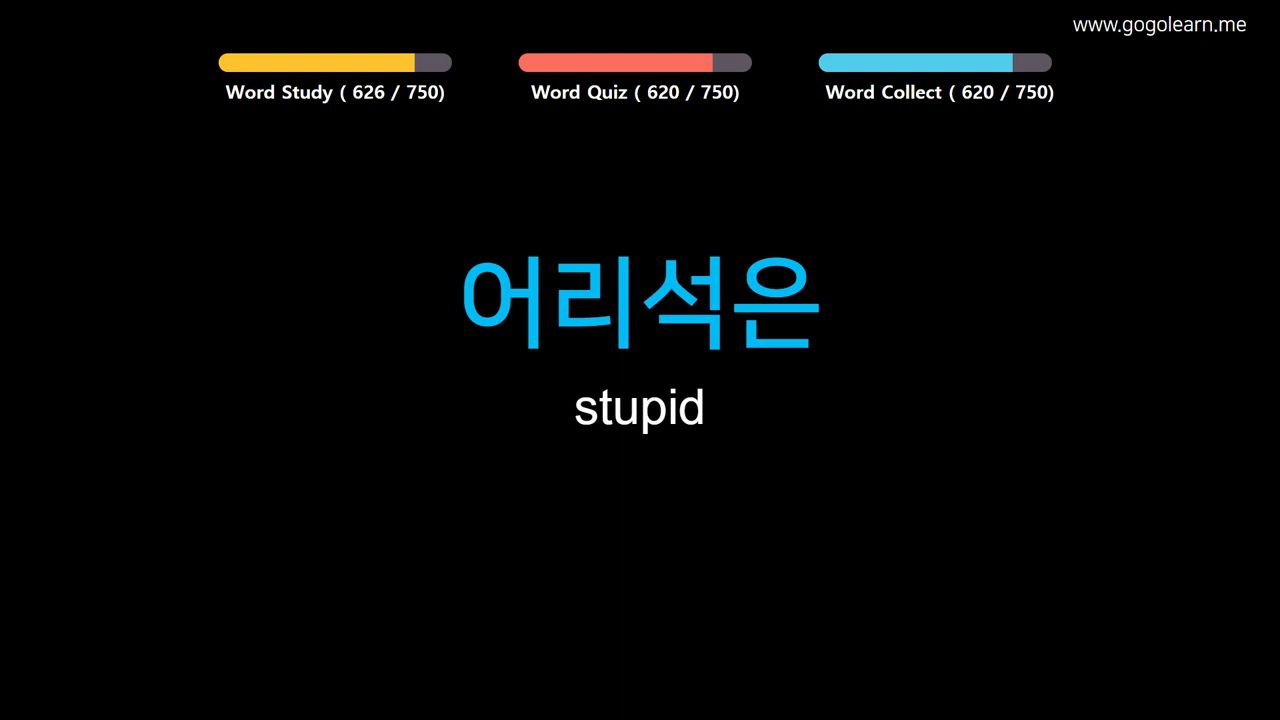 www.gogolearn.me
Word Study ( 626 / 750)
Word Quiz ( 620 / 750)
Word Collect ( 620 / 750)
어리석은
stupid